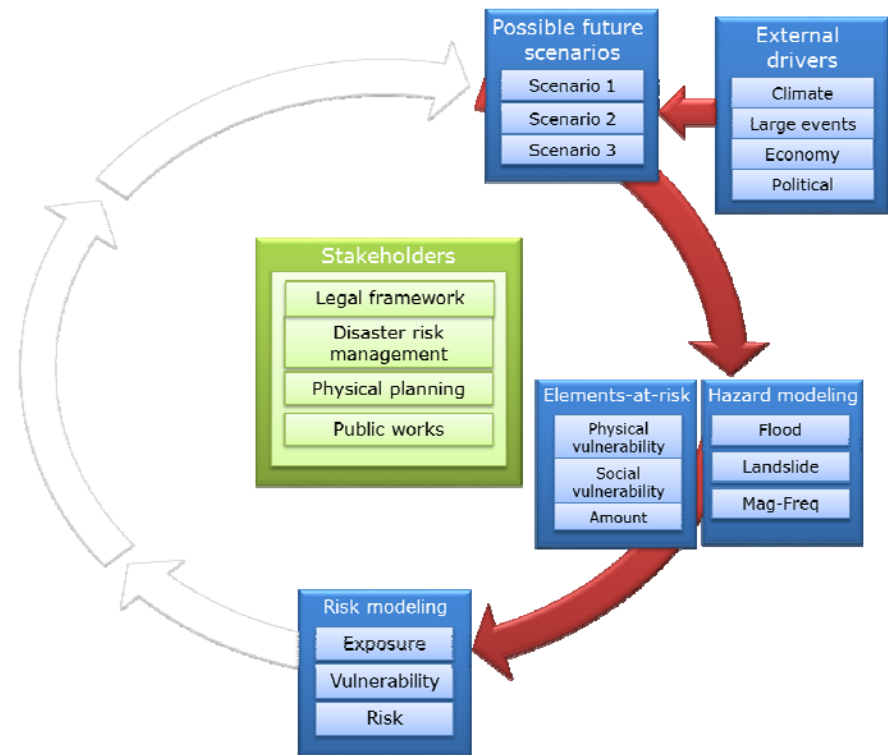 Possible future
scenarios
Scenario 1
Scenario 2
Scenario 3
External
drivers
Climate
Large events
Economy
Political
Stakeholders
Legal framework
Disaster risk
management
Physical planning
Public works
Elements-at-risk
Physical
vulnerability
Social
vulnerability
Amount
Hazard modeling
Flood
Landslide
Mag-Freq
Risk modeling
Exposure
Vulnerability
Risk